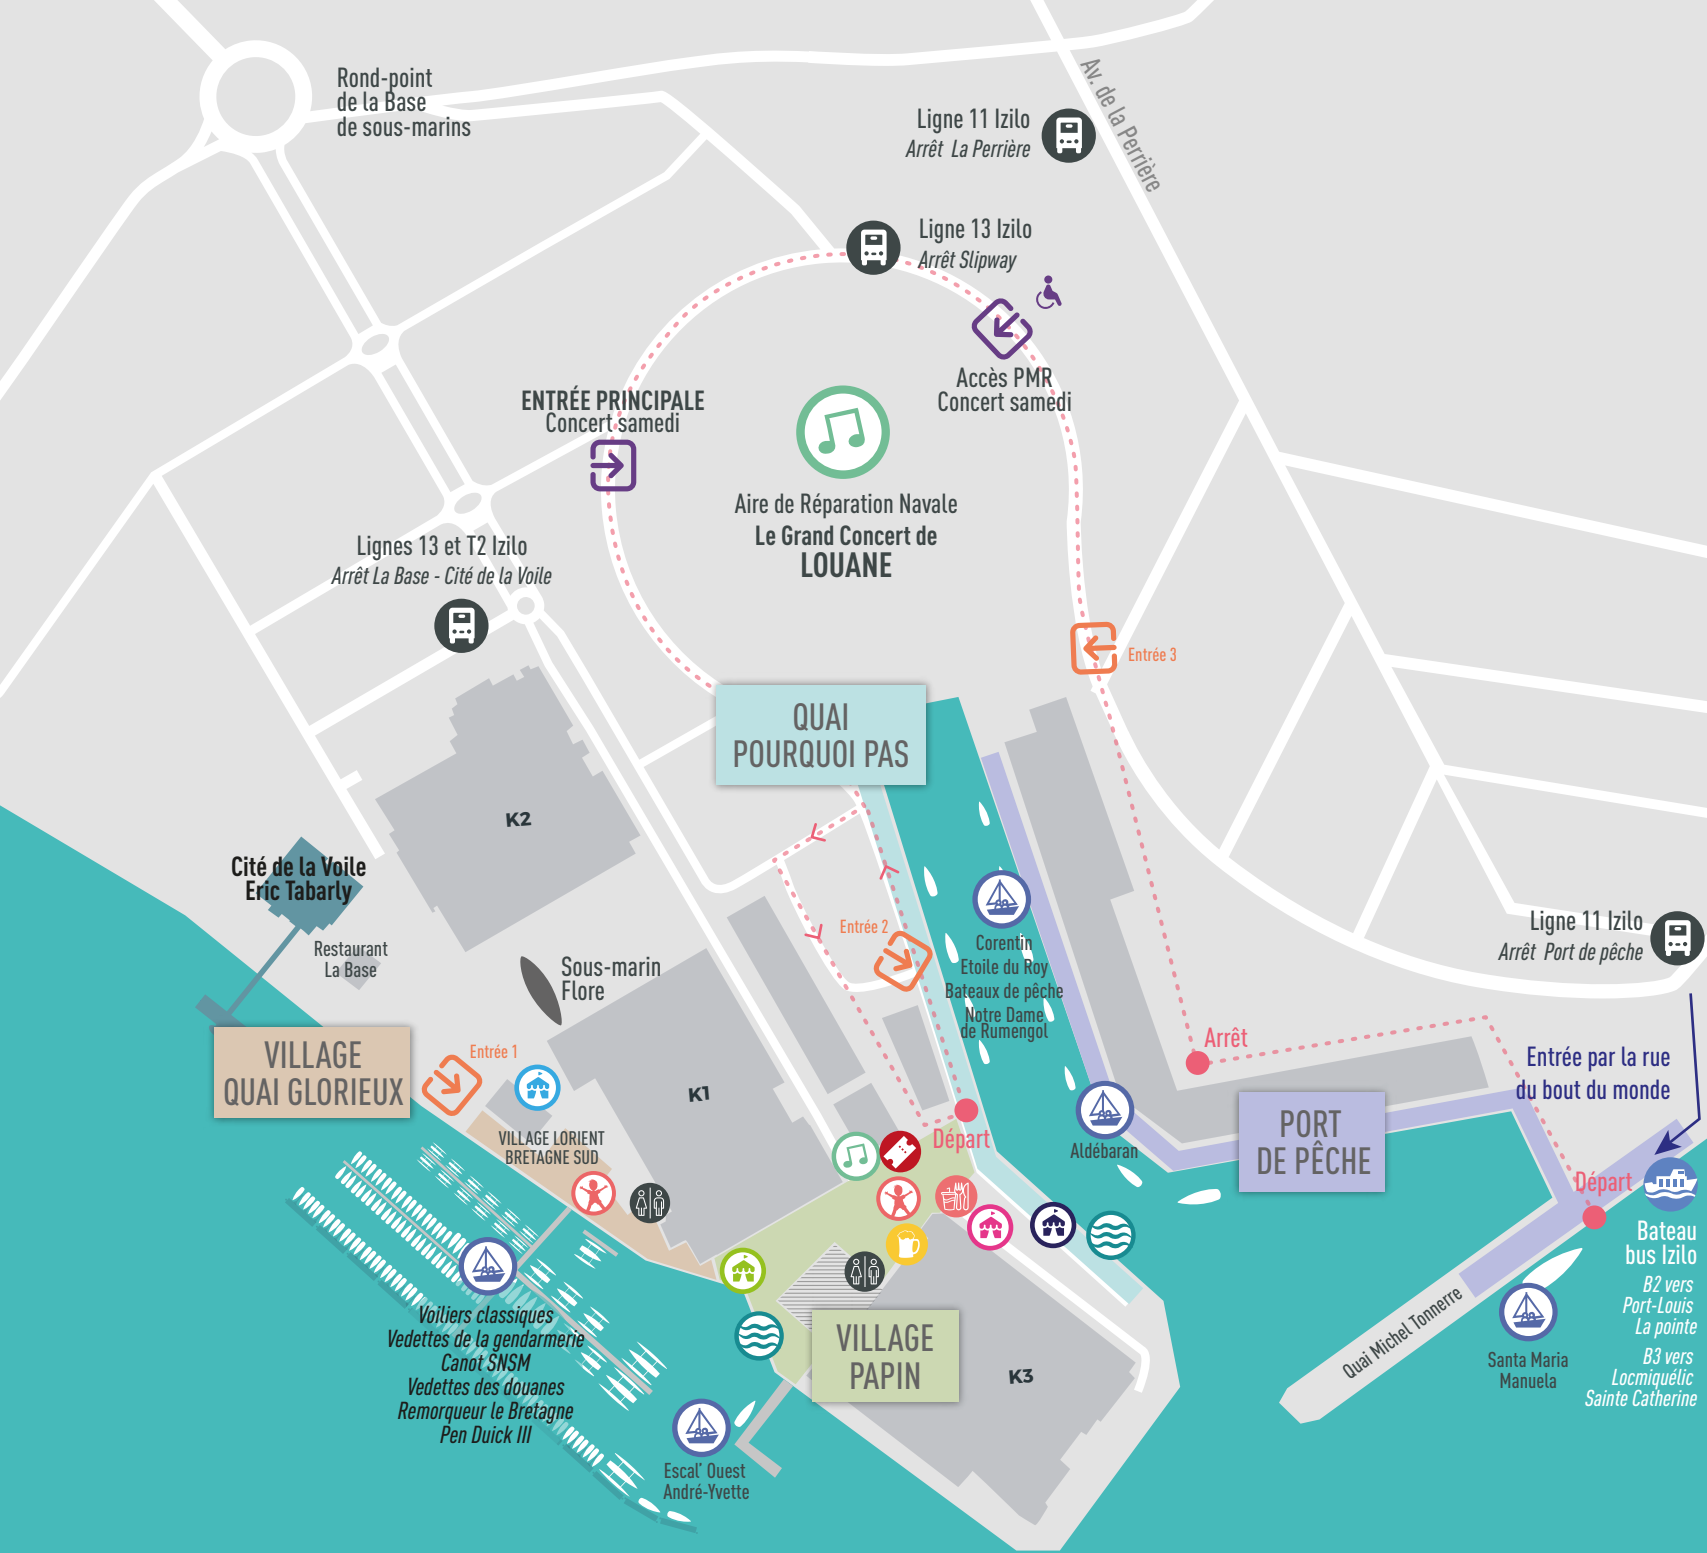 Rond-point
de la Base
de sous-marins
Av. de la Perrière
Ligne 11 Izilo
Arrêt La Perrière
Ligne 13 Izilo
Arrêt Slipway
Accès PMR
Concert samedi
ENTRÉE PRINCIPALE
Concert samedi
Aire de Réparation Navale
Le Grand Concert de
LOUANE
Lignes 13 et T2 Izilo
Arrêt La Base - Cité de la Voile
Entrée 3
QUAI
POURQUOI PAS
K2
Cité de la Voile
Eric Tabarly
Restaurant
La Base
Sous-marin
Flore
Entrée 2
Corentin
Etoile du Roy
Bateaux de pêche
Notre Dame
de Rumengol
Ligne 11 Izilo
Arrêt Port de pêche
Arrêt
Entrée par la rue
du bout du monde
VILLAGE
QUAI GLORIEUX
Entrée 1
K1
VILLAGE LORIENT
BRETAGNE SUD
Départ
Aldébaran
PORT
DE PÊCHE
Départ
Bateau
bus Izilo
B2 vers
Port-Louis
La pointe
B3 vers
Locmiquélic
Sainte Catherine
Quai Michel Tonnerre
Santa Maria
Manuela
Voiliers classiques
Vedettes de la gendarmerie
Canot SNSM
Vedettes des douanes
Remorqueur le Bretagne
Pen Duick III
VILLAGE
PAPIN
K3
Escal' Ouest
André-Yvette